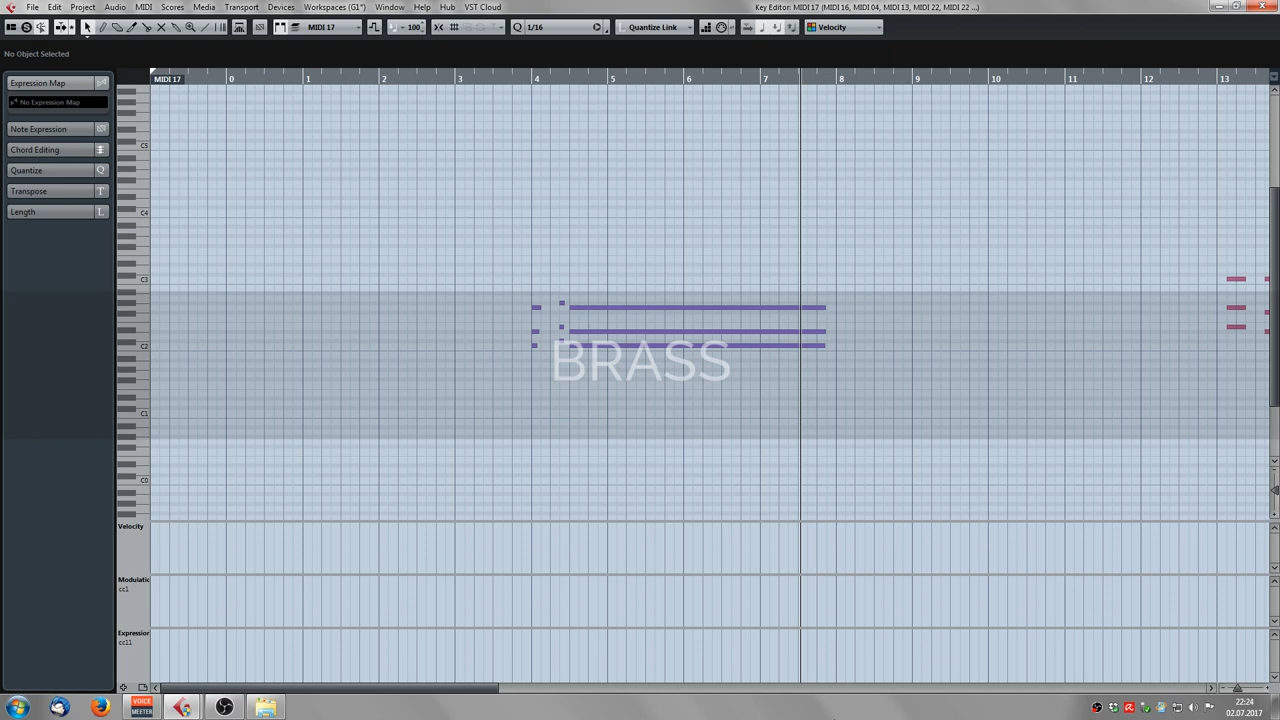 File Edit Project Audio MIDI Scores Media Transport Devices Workspaces (G1*) Window Help Hub VST Cloud
Key Editor: MIDI 17 (MIDI 16, MIDI 04, MIDI 13, MIDI 22, MIDI 22 ...)
MIDI 17 100 1/16 Quantize Link Velocity
No Object Selected
MIDI 17 0 1 2 3 4 5 6 7 8 9 10 11 12 13
Expression Map
No Expression Map
Note Expression
Chord Editing
Quantize Q
Transpose T
Length L
C5
C4
C3
C2
C1
C0
BRASS
Velocity
Modulatic
cc1
Expression
cc11
VOICE
MEETER
22:24
02.07.2017